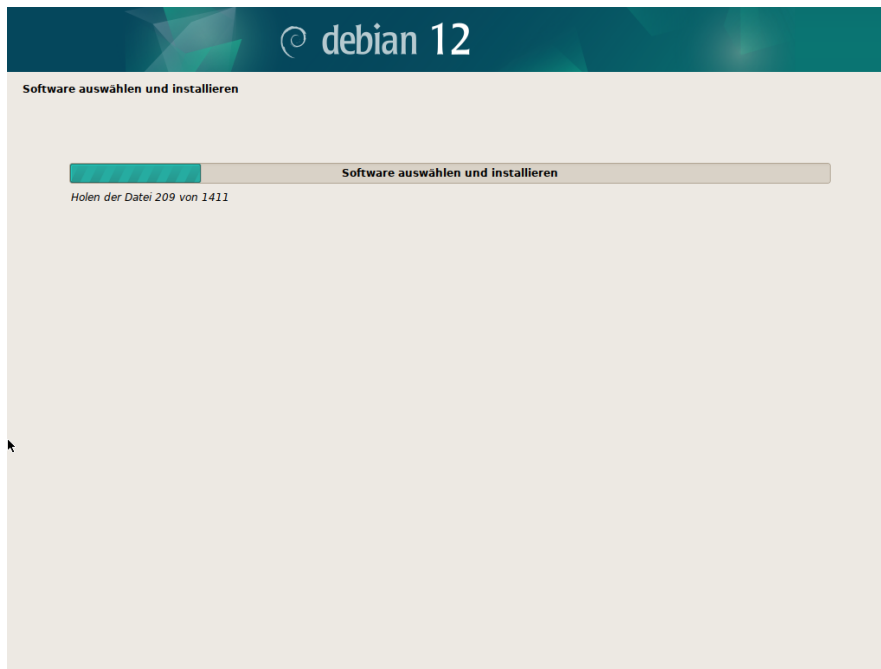 debian 12
Software auswählen und installieren
Software auswählen und installieren
Holen der Datei 209 von 1411